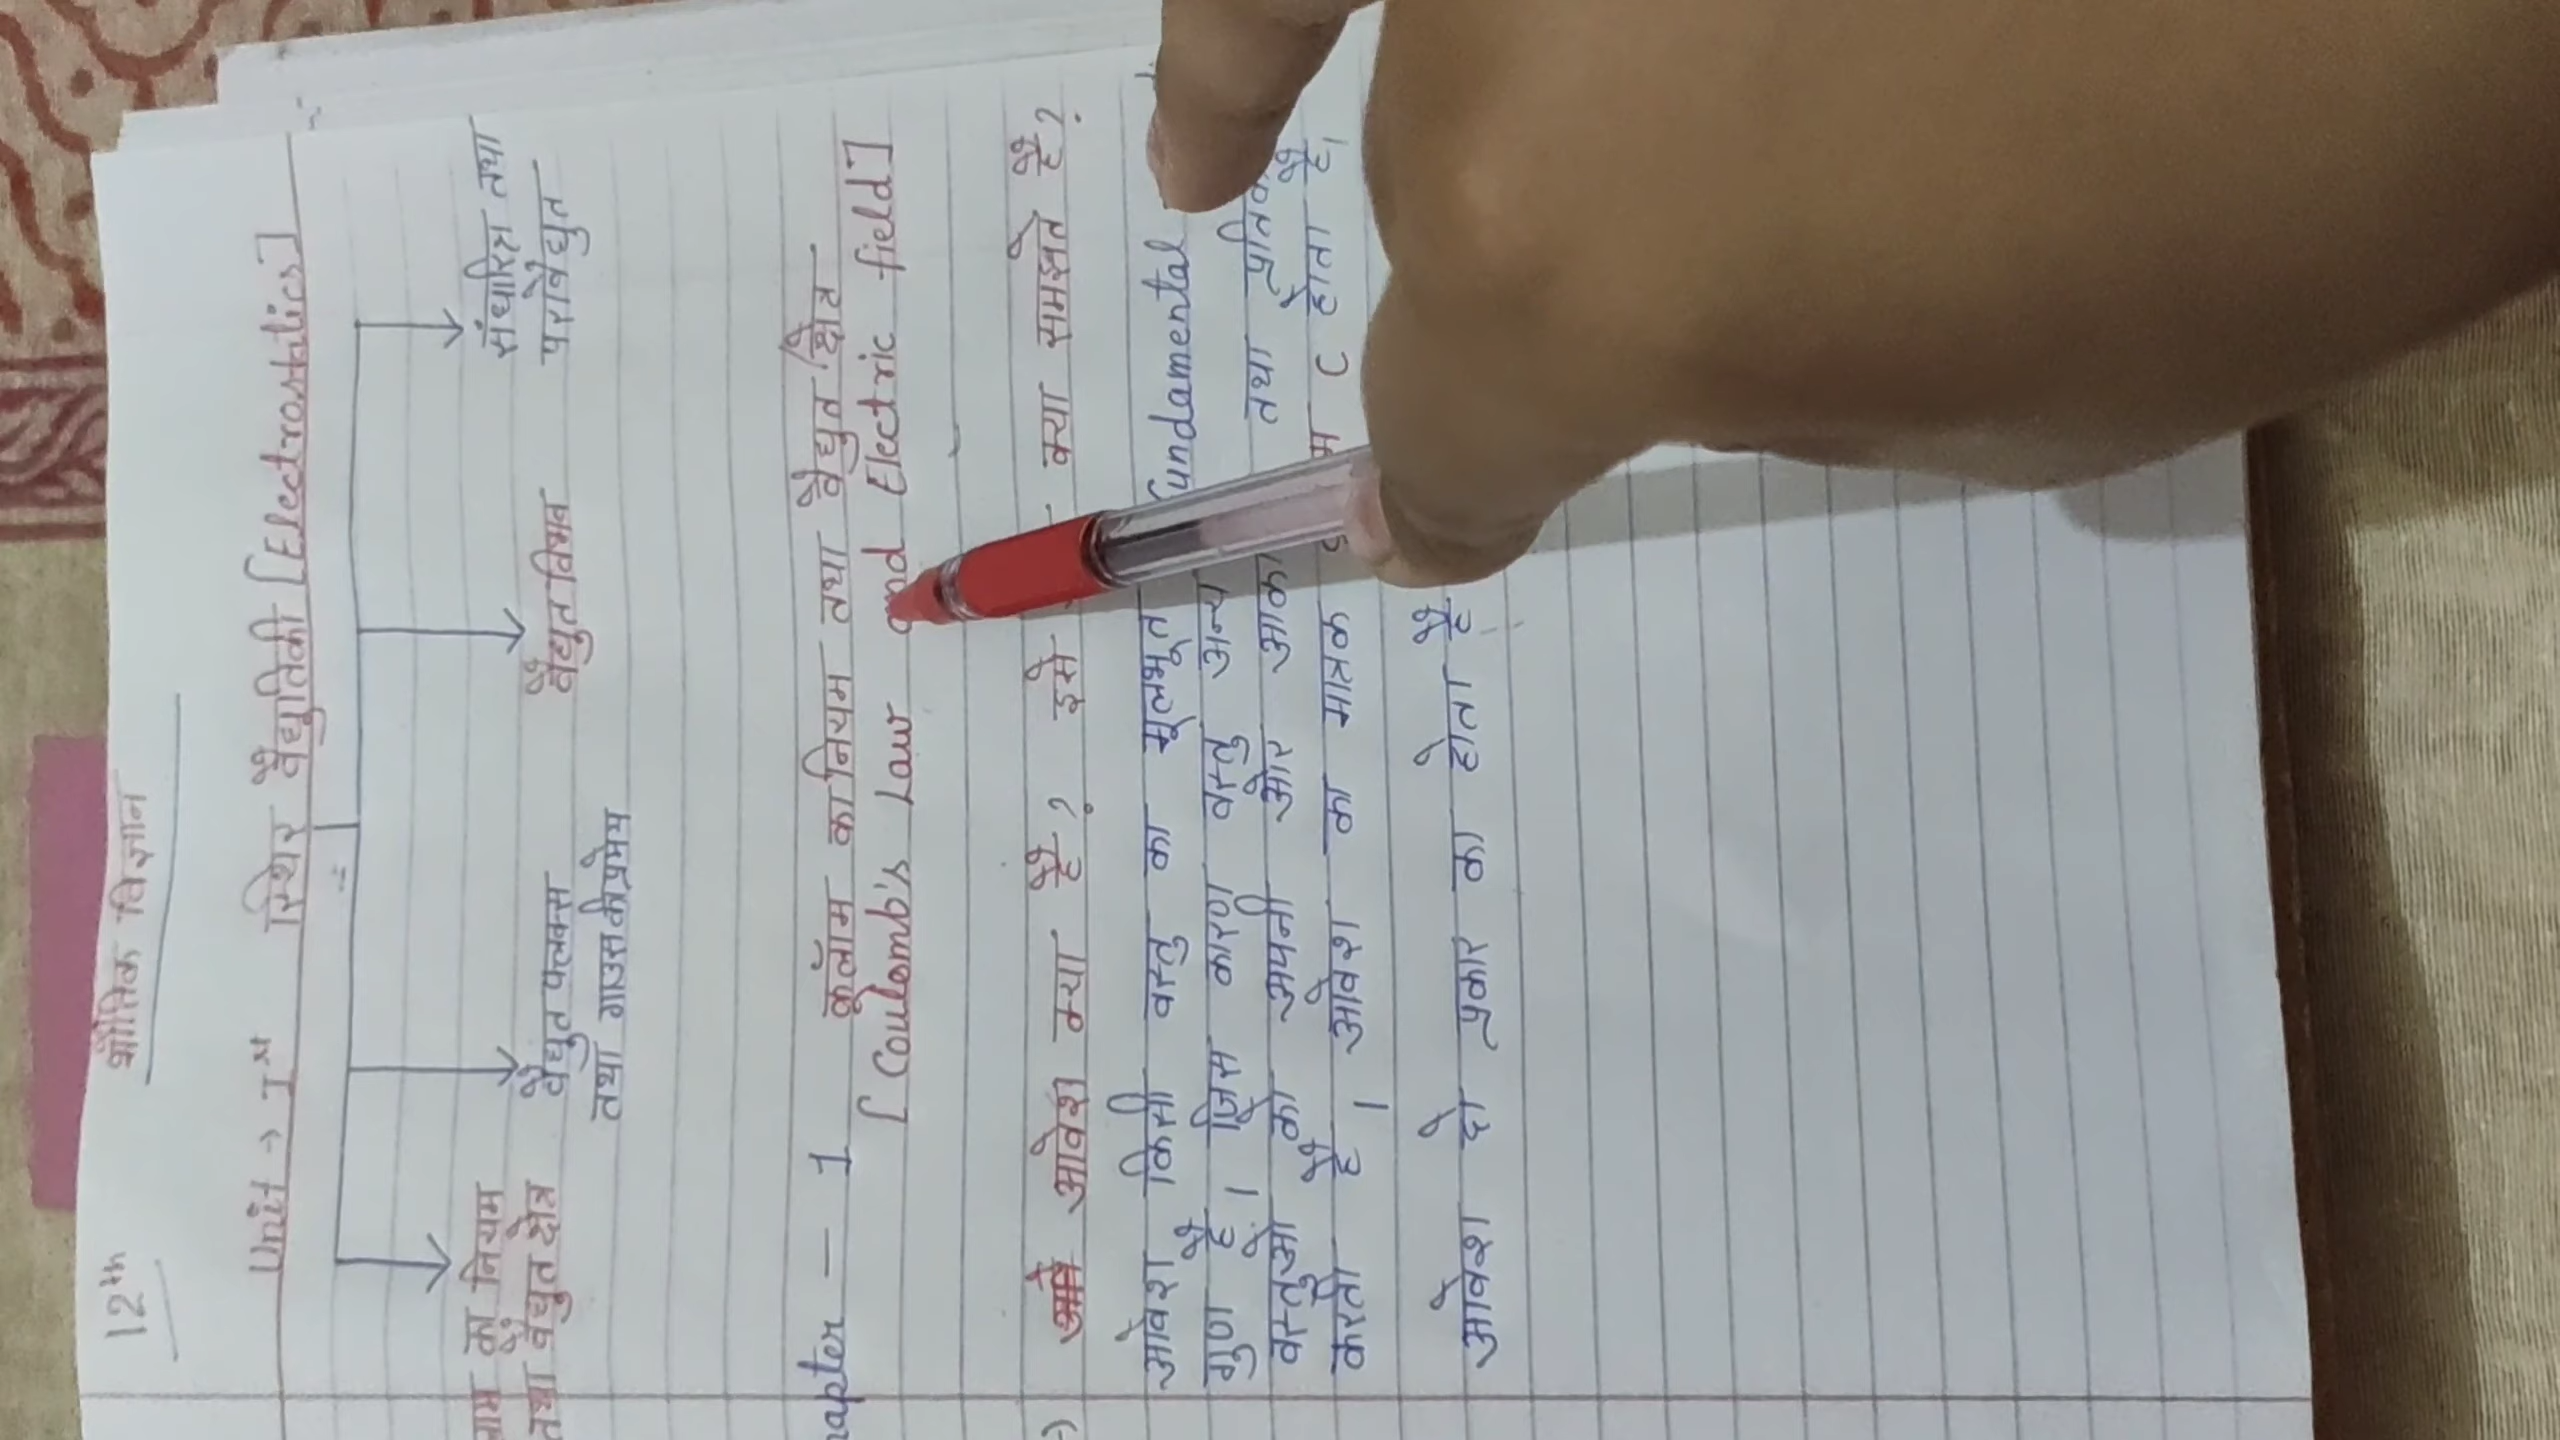 12th भौतिक विज्ञान
Unit → Ist स्थिर वैद्युतिकी [Electrostatics]
का नियम
तथा वैद्युत क्षेत्र
वैद्युत फ्लक्स
तथा गाउस की प्रमेय
वैद्युत विभव
संधारित्र तथा
परावैद्युत
1 कूलॉम का नियम तथा वैद्युत क्षेत्र
[Coulomb's Law and Electric field]
आवेश क्या है? इसे क्या समझते है?
आवेश किसी वस्तु का मूलभूत fundamental
गुण है। जिस कारण वस्तु अन्य
वस्तुओं को अपनी ओर तथा
करती है। आवेश का मात्रक C होता है।
आवेश दो प्रकार का होता है